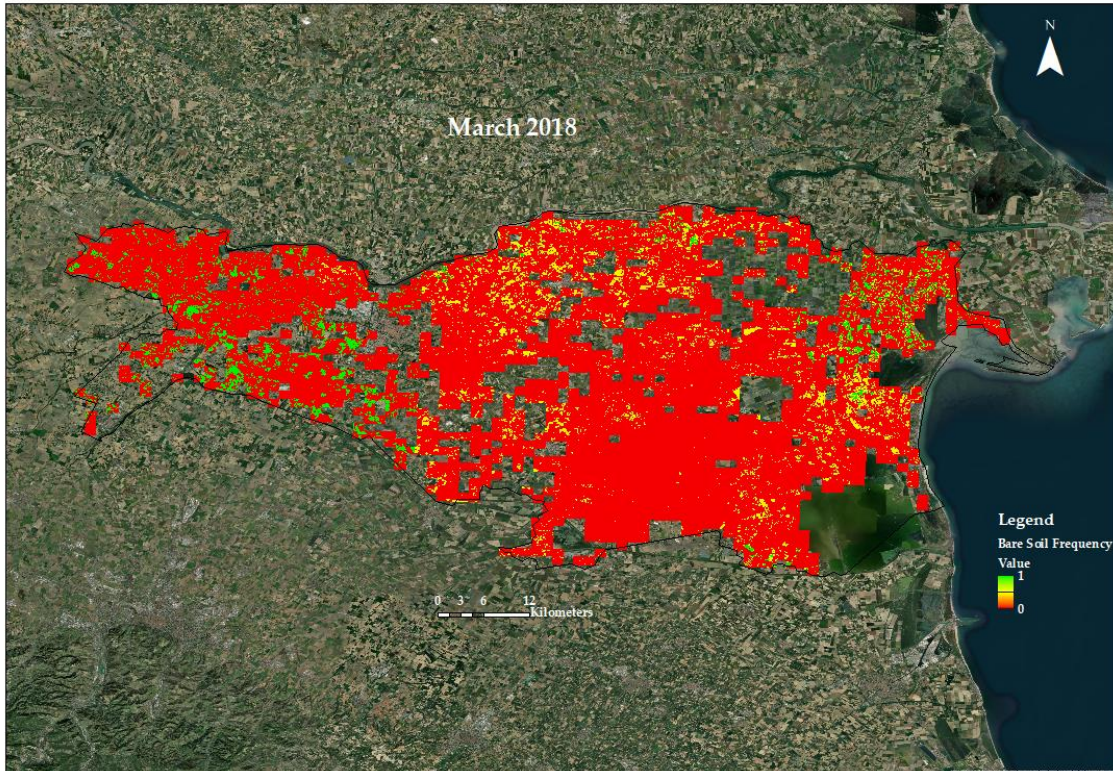 N
March 2018
Legend
Bare Soil Frequency
Value
1
0
0 3 6 12
Kilometers